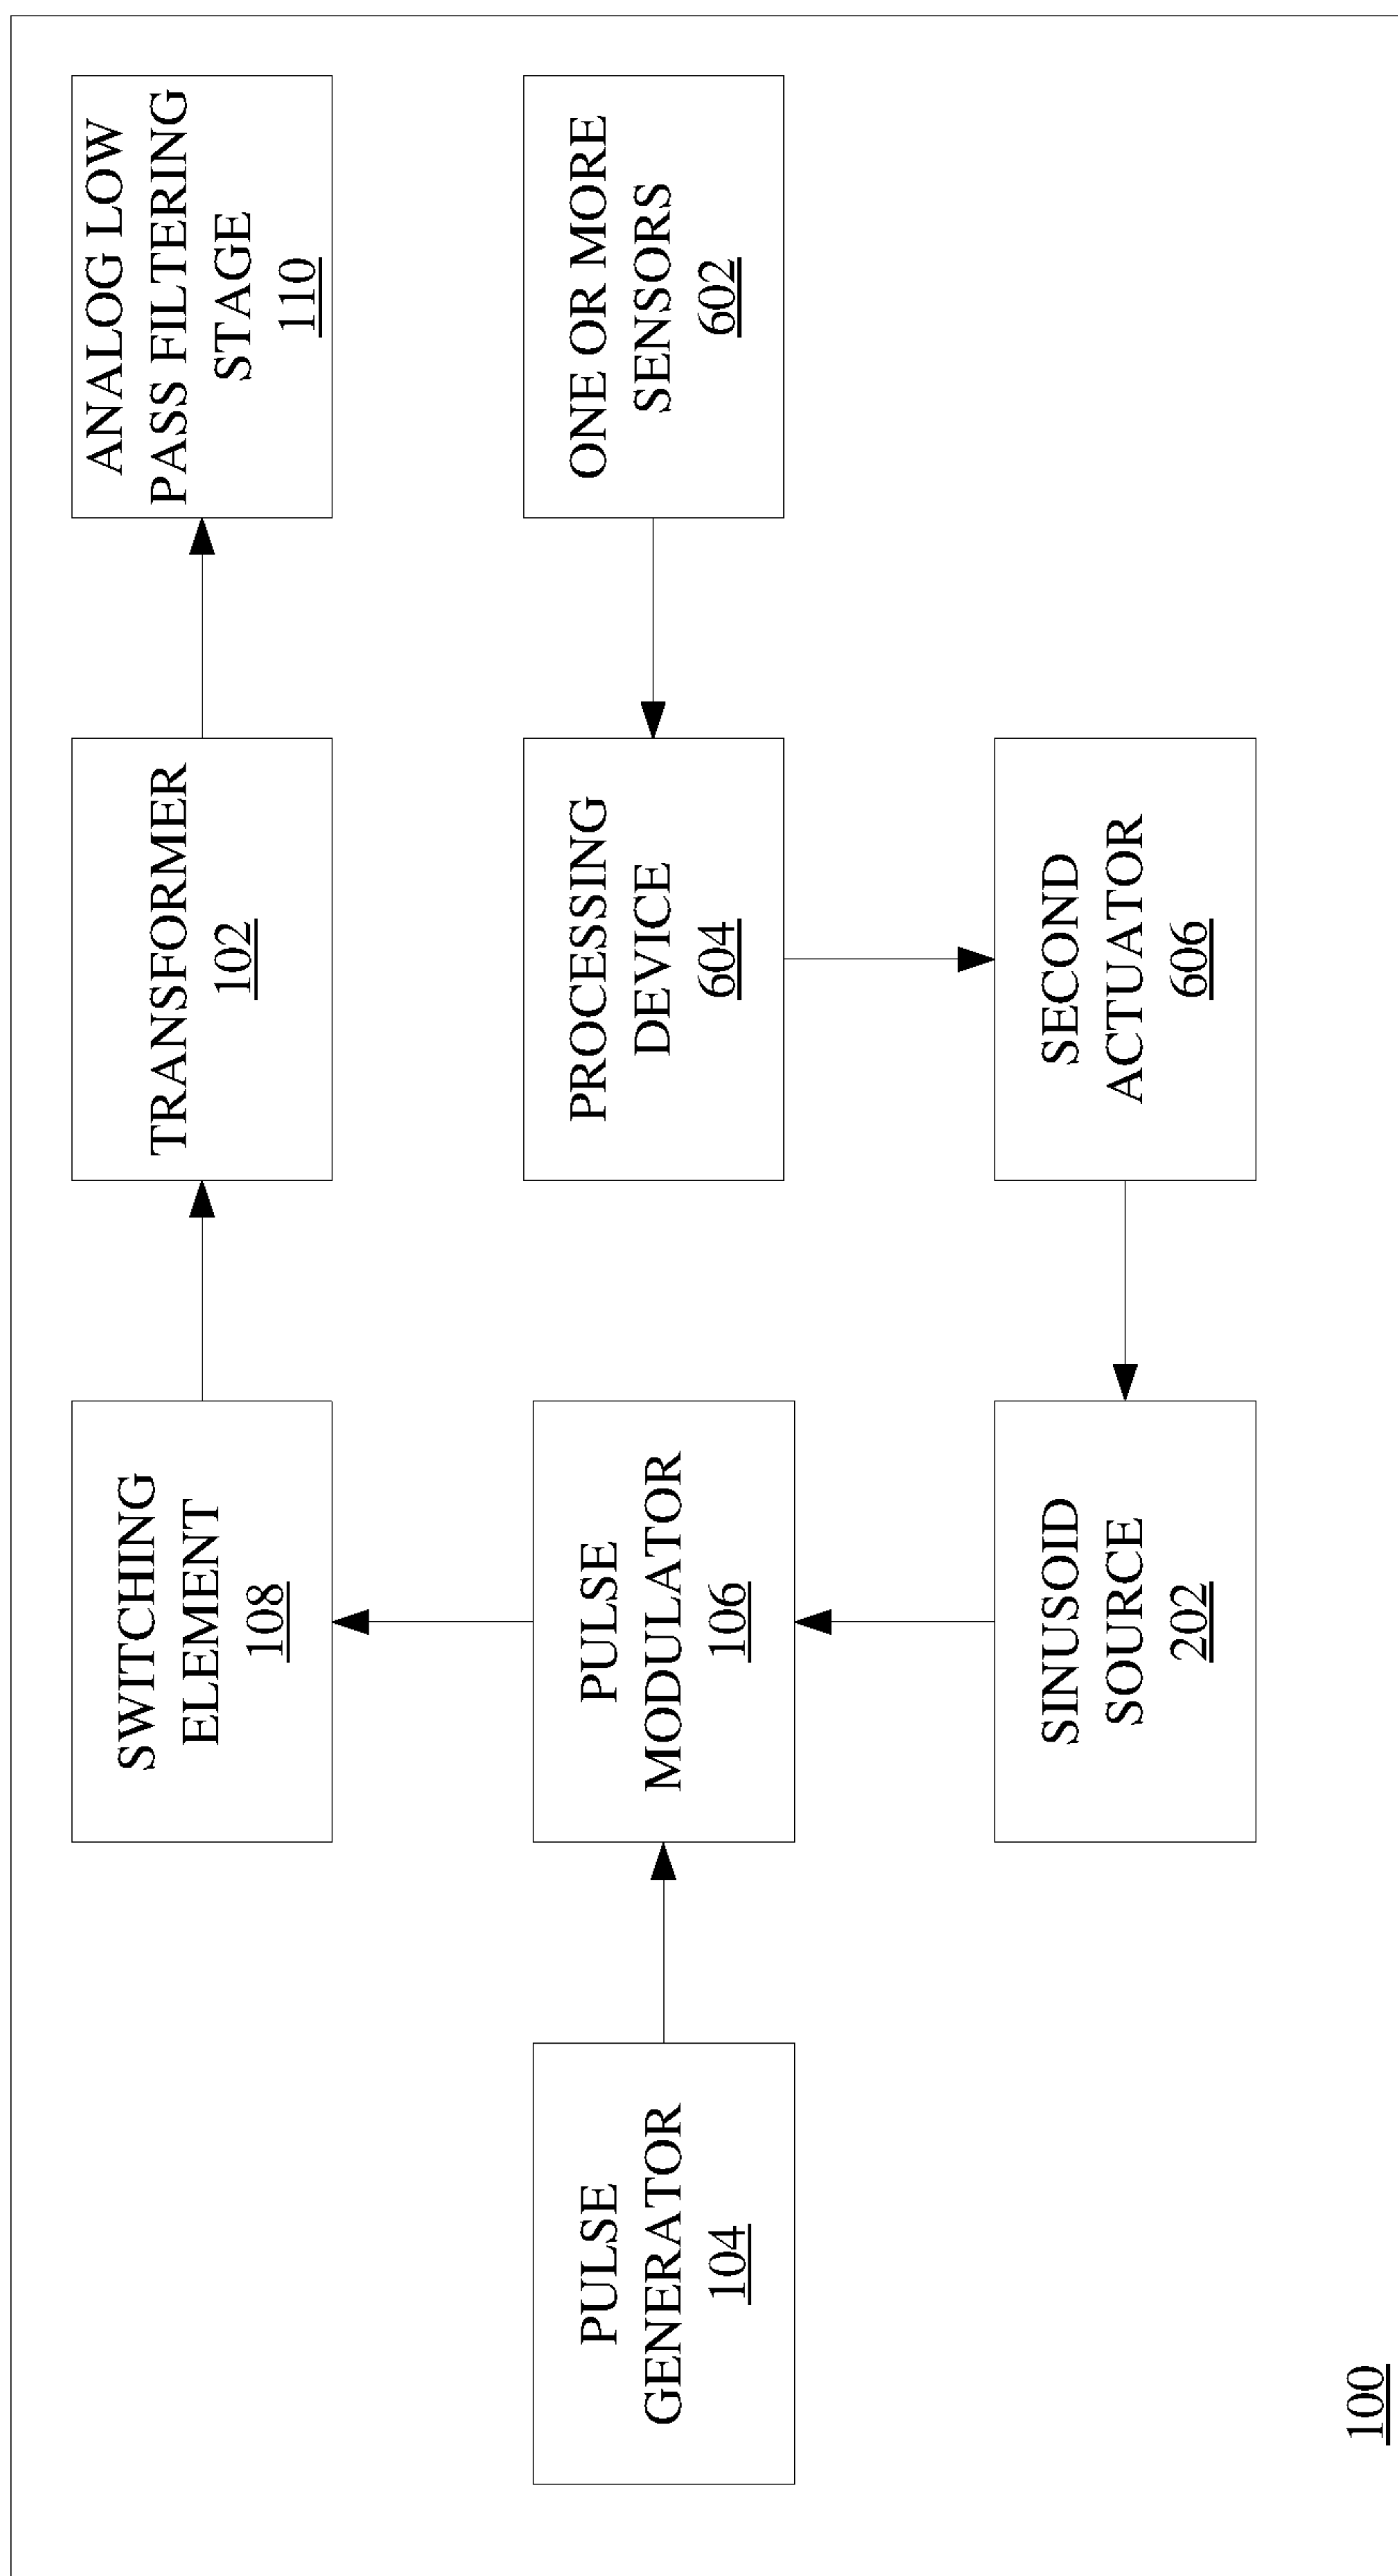 SWITCHING
ELEMENT
108
TRANSFORMER
102
ANALOG LOW
PASS FILTERING
STAGE
110
PULSE
GENERATOR
104
PULSE
MODULATOR
106
PROCESSING
DEVICE
604
ONE OR MORE
SENSORS
602
SINUSOID
SOURCE
202
SECOND
ACTUATOR
606
100